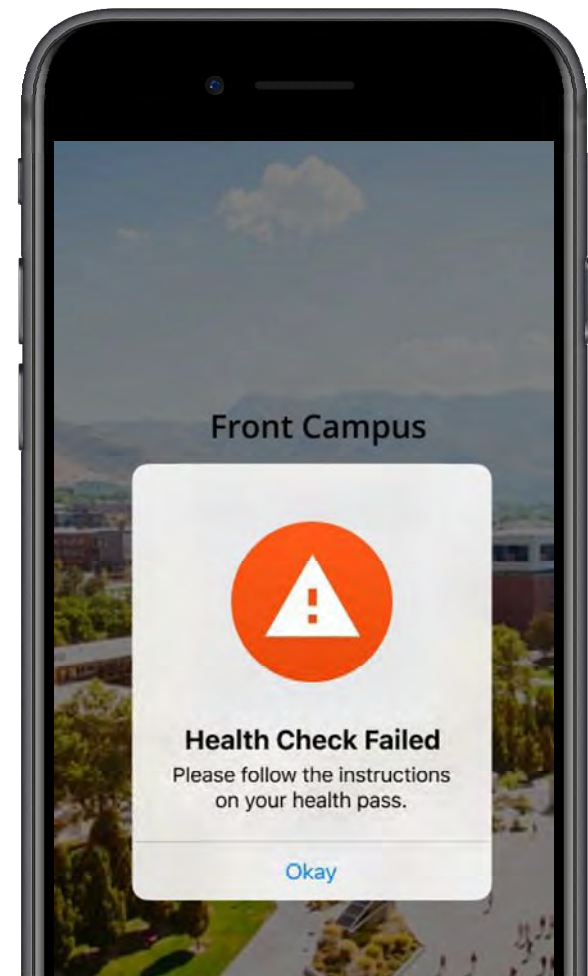 Front Campus
Health Check Failed
Please follow the instructions
on your health pass.
Okay